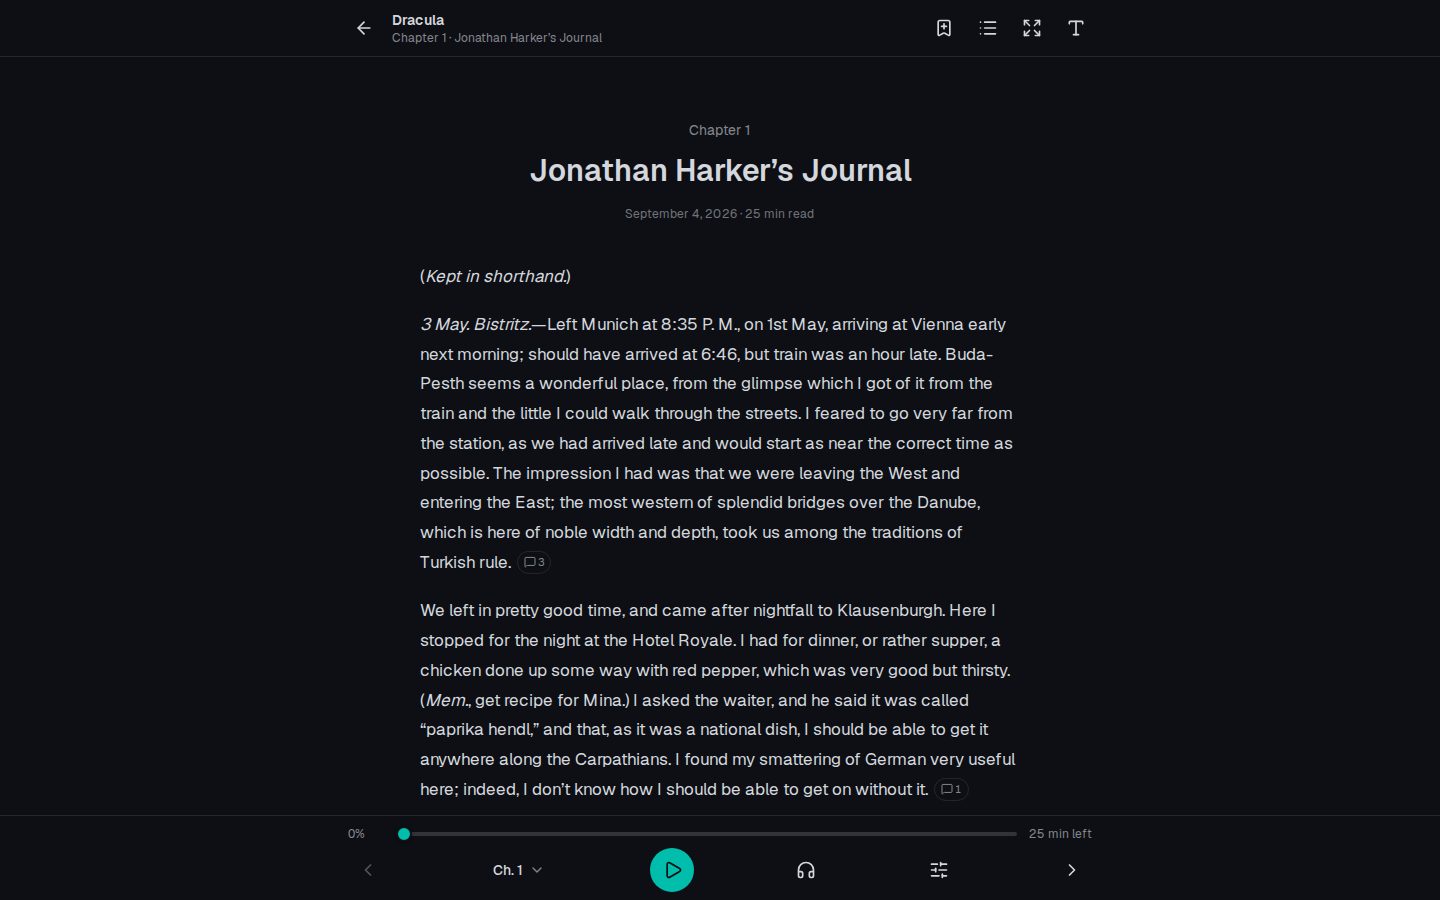 Dracula
Chapter 1 · Jonathan Harker’s Journal
Chapter 1
Jonathan Harker’s Journal
September 4, 2026 · 25 min read
(Kept in shorthand.)
3 May. Bistritz.—Left Munich at 8:35 P. M., on 1st May, arriving at Vienna early
next morning; should have arrived at 6:46, but train was an hour late. Buda-
Pesth seems a wonderful place, from the glimpse which I got of it from the
train and the little I could walk through the streets. I feared to go very far from
the station, as we had arrived late and would start as near the correct time as
possible. The impression I had was that we were leaving the West and
entering the East; the most western of splendid bridges over the Danube,
which is here of noble width and depth, took us among the traditions of
Turkish rule. 3
We left in pretty good time, and came after nightfall to Klausenburgh. Here I
stopped for the night at the Hotel Royale. I had for dinner, or rather supper, a
chicken done up some way with red pepper, which was very good but thirsty.
(Mem., get recipe for Mina.) I asked the waiter, and he said it was called
“paprika hendl,” and that, as it was a national dish, I should be able to get it
anywhere along the Carpathians. I found my smattering of German very useful
here; indeed, I don’t know how I should be able to get on without it. 1
0%
25 min left
Ch. 1